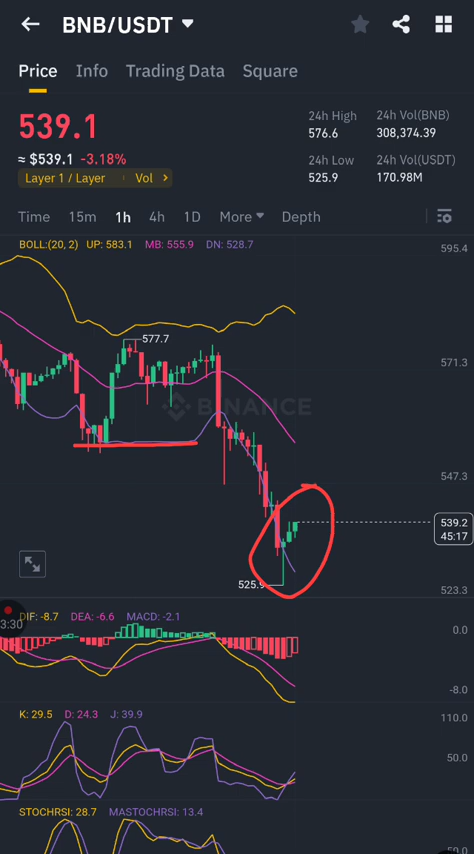 BNB/USDT
Price Info Trading Data Square
539.1
≈ $539.1 -3.18%
Layer 1 / Layer Vol >
24h High
576.6
24h Vol(BNB)
308,374.39
24h Low
525.9
24h Vol(USDT)
170.98M
Time 15m 1h 4h 1D More Depth
BOLL:(20, 2) UP: 583.1 MB: 555.9 DN: 528.7
595.4
577.7
571.3
BINANCE
547.3
539.2
45:17
525.9
523.3
3:30
DIF: -8.7 DEA: -6.6 MACD: -2.1
0.0
-8.0
K: 29.5 D: 24.3 J: 39.9
110.0
50.0
STOCHRSI: 28.7 MASTOCHRSI: 13.4